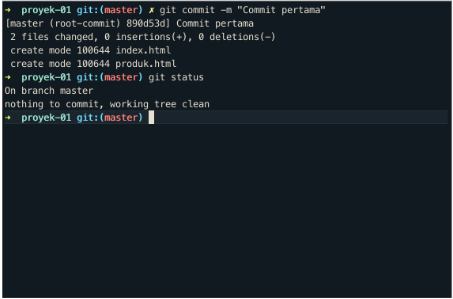 ➜ proyek-01 git:(master) ✗ git commit -m "Commit pertama"
[master (root-commit) 890d53d] Commit pertama
2 files changed, 0 insertions(+), 0 deletions(-)
create mode 100644 index.html
create mode 100644 produk.html
➜ proyek-01 git:(master) git status
On branch master
nothing to commit, working tree clean
➜ proyek-01 git:(master)